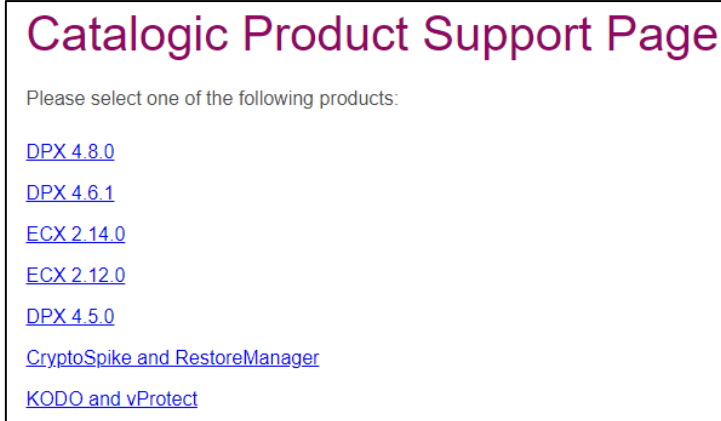 Catalogic Product Support Page
Please select one of the following products:
DPX 4.8.0
DPX 4.6.1
ECX 2.14.0
ECX 2.12.0
DPX 4.5.0
CryptoSpike and RestoreManager
KODO and vProtect